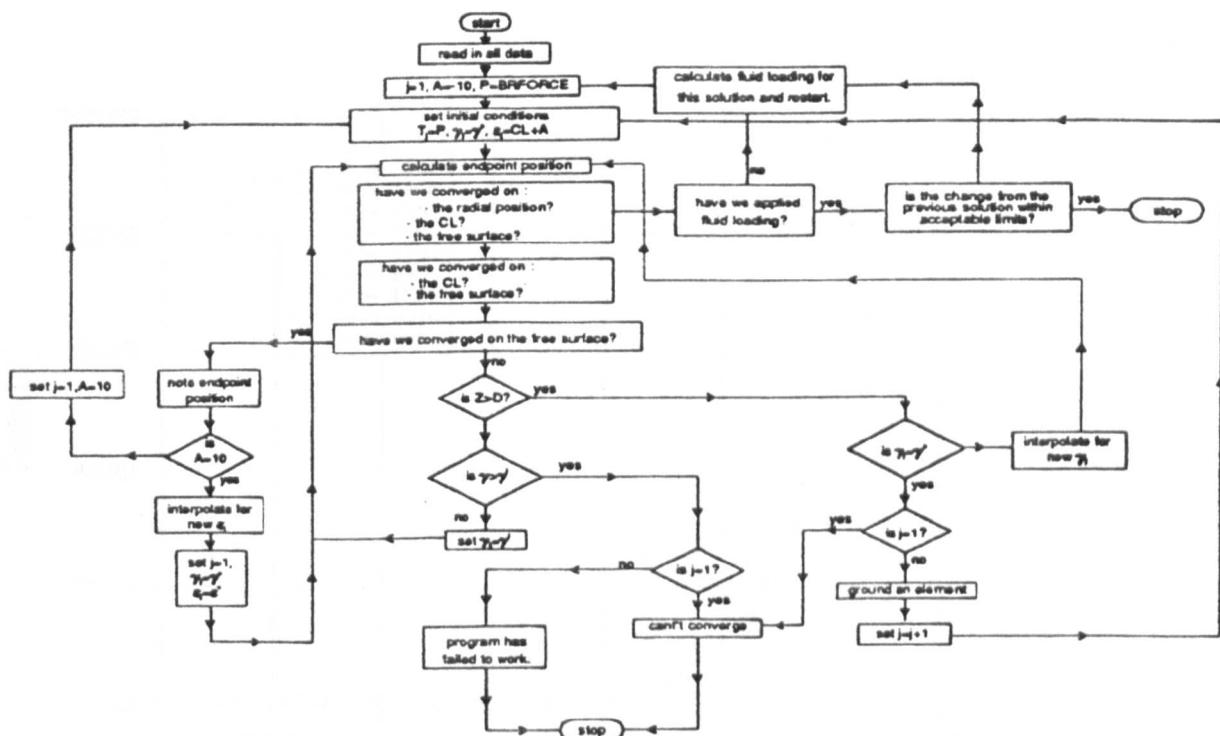 start
read in all data
j=1, A=-10, P=BRFORCE
calculate fluid loading for
this solution and restart.
set initial conditions
calculate endpoint position
have we converged on :
- the radial position?
- the CL?
- the free surface?
no
have we applied
fluid loading?
yes
is the change from the
previous solution within
acceptable limits?
yes
stop
have we converged on :
- the CL?
- the free surface?
yes
have we converged on the free surface?
no
set j=1, A=10
note endpoint
position
is Z>D?
yes
is
A=10
yes
is γ>γ'
yes
interpolate for
new γ₁
yes
interpolate for
no
yes
is j=1?
set j=1,
no
is j=1?
no
yes
ground an element
can't converge
set j=j+1
program has
failed to work.
stop